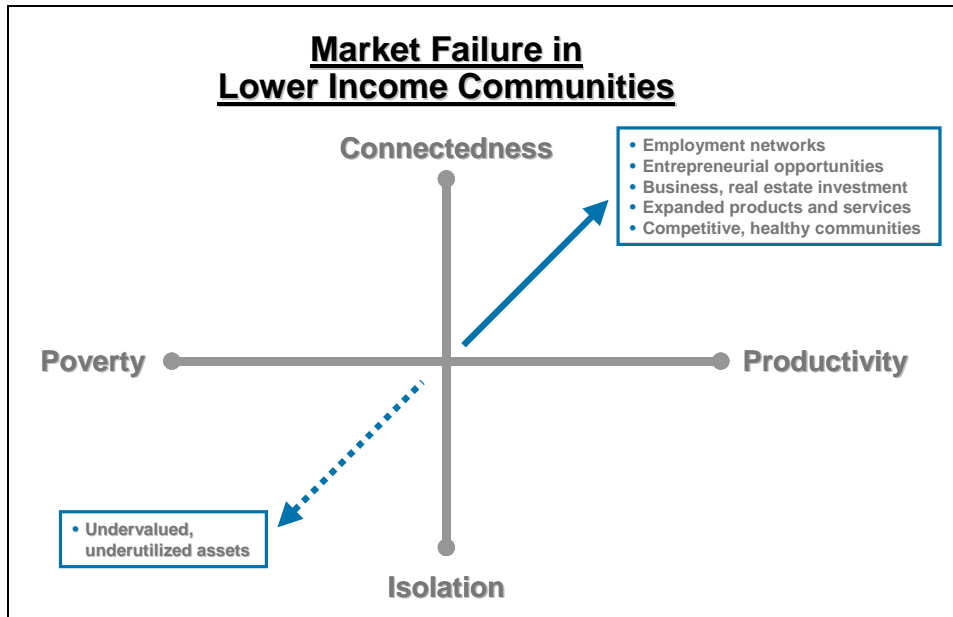 Market Failure in
Lower Income Communities
Connectedness
• Employment networks
• Entrepreneurial opportunities
• Business, real estate investment
• Expanded products and services
• Competitive, healthy communities
Poverty
Productivity
• Undervalued,
underutilized assets
Isolation